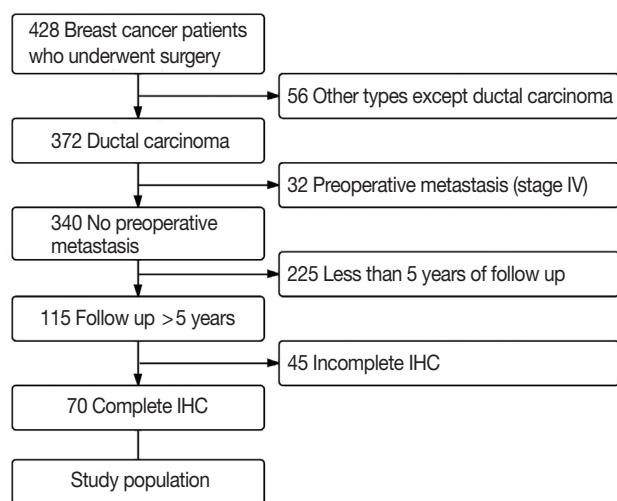 428 Breast cancer patients
who underwent surgery
56 Other types except ductal carcinoma
372 Ductal carcinoma
32 Preoperative metastasis (stage IV)
340 No preoperative
metastasis
225 Less than 5 years of follow up
115 Follow up >5 years
45 Incomplete IHC
70 Complete IHC
Study population